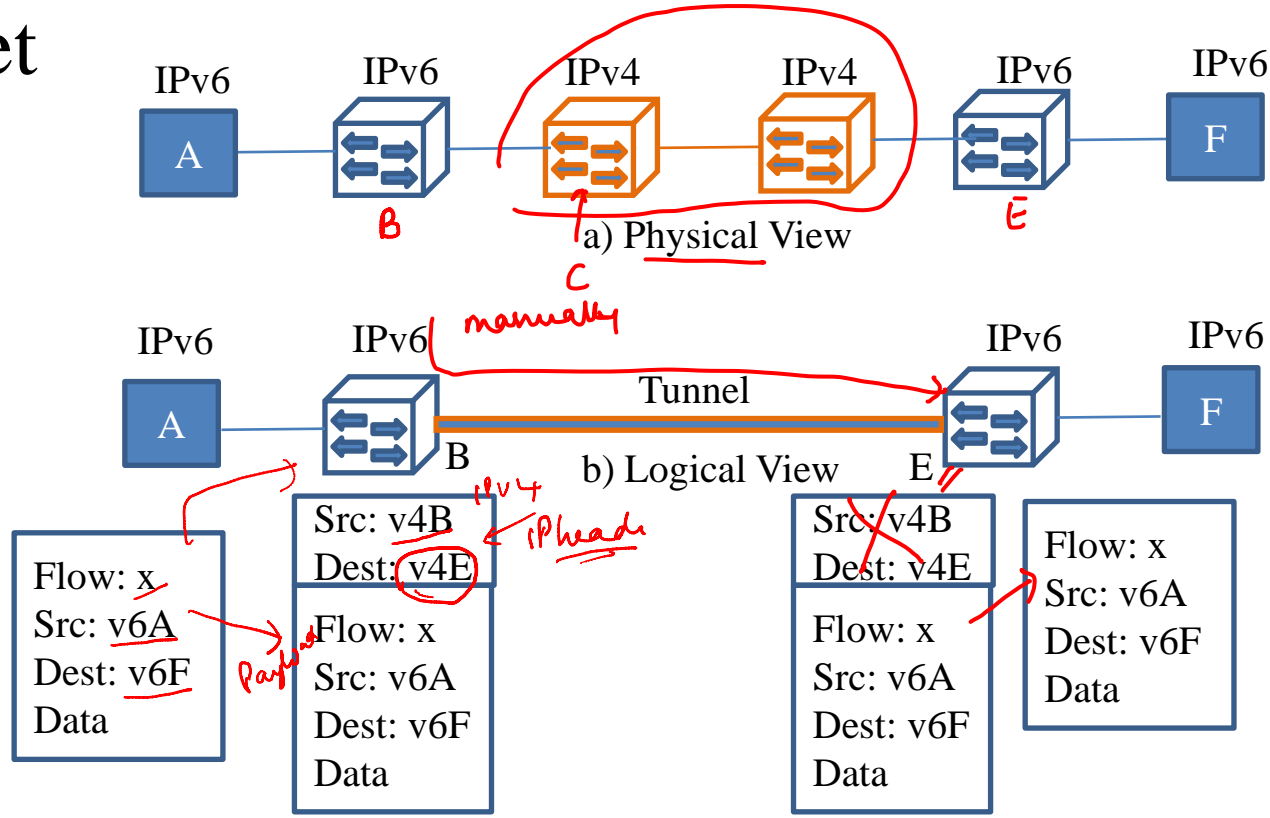 et
IPv6 IPv6 IPv4 IPv4 IPv6 IPv6
A F
B E
a) Physical View
C
manually
IPv6 IPv6 IPv6 IPv6
Tunnel
A F
B b) Logical View E
IPv4
IPhead
Flow: x
Src: v6A
Dest: v6F
Data
Payload
Src: v4B
Dest: v4E
Flow: x
Src: v6A
Dest: v6F
Data
Src: v4B
Dest: v4E
Flow: x
Src: v6A
Dest: v6F
Data
Flow: x
Src: v6A
Dest: v6F
Data